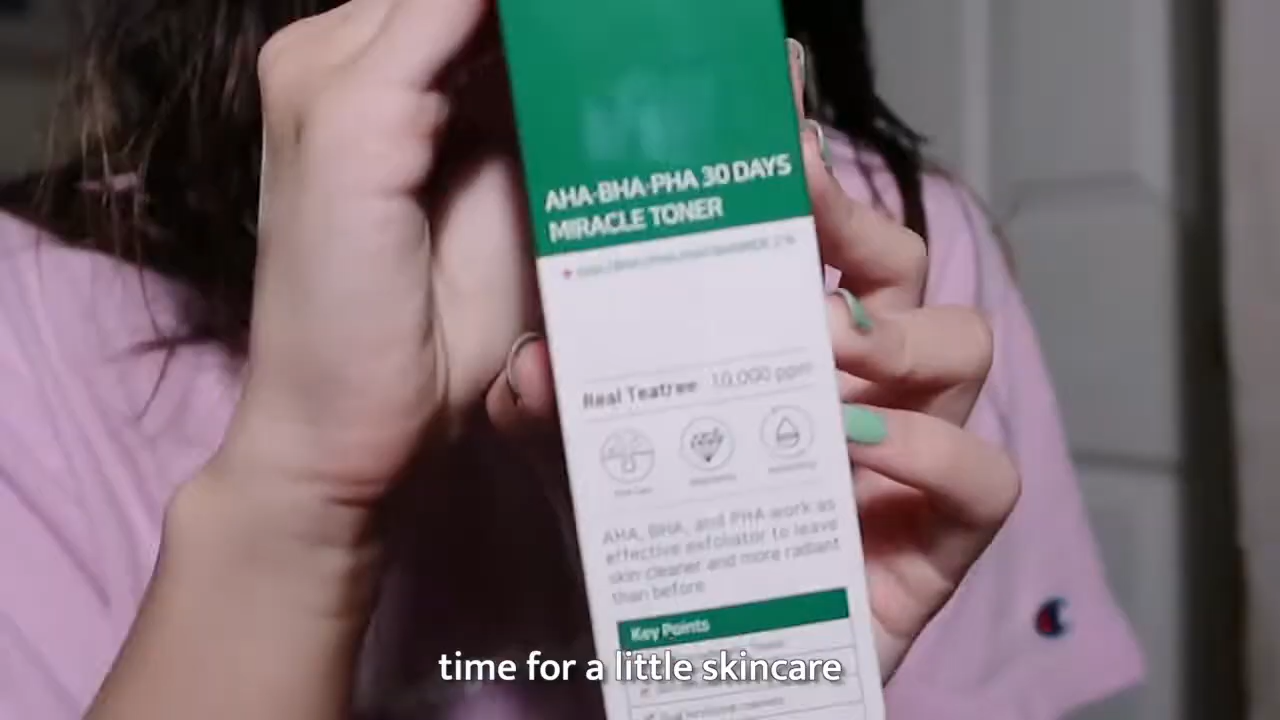 AHA·BHA·PHA 30 DAYS
MIRACLE TONER
Real Teatree 10,000 ppm
AHA, BHA, and PHA work as
effective exfoliator to leave
skin cleaner and more radiant
than before
Key Points
time for a little skincare